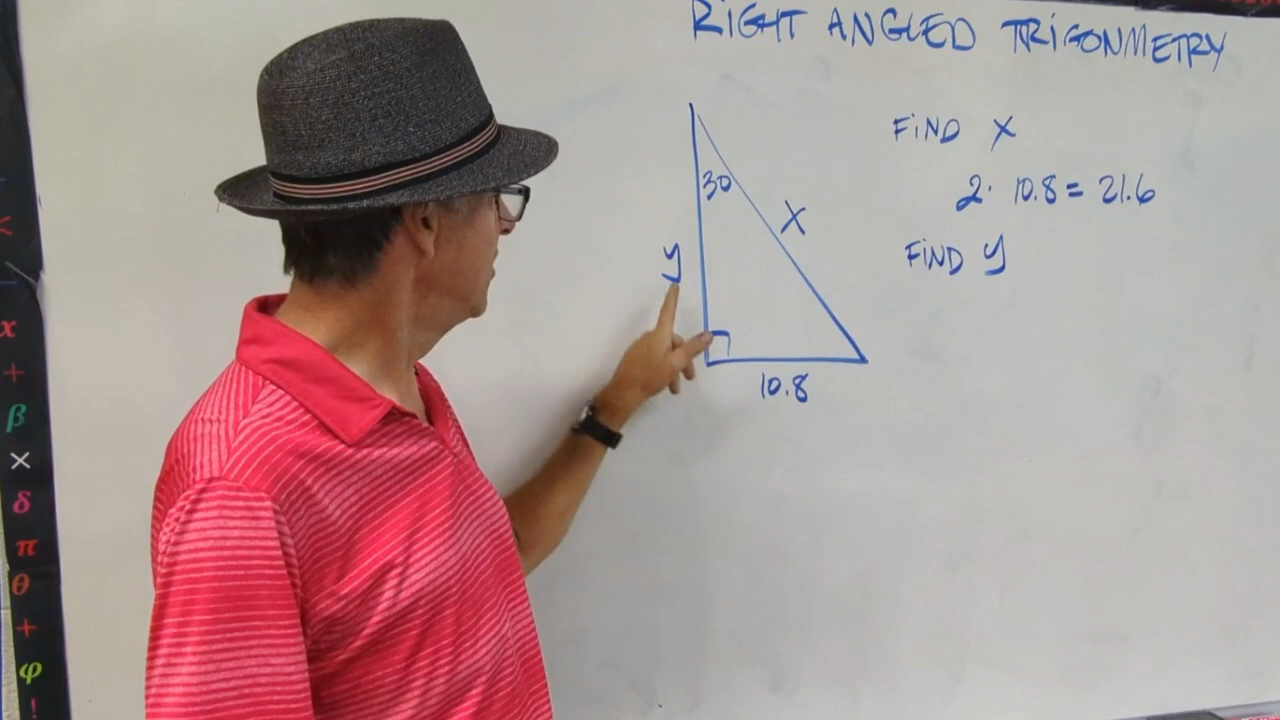 RIGHT ANGLED TRIGONMETRY
FIND X
30
2· 10.8 = 21.6
X
y
FIND y
10.8
x
+
β
×
δ
π
θ
+
φ
!